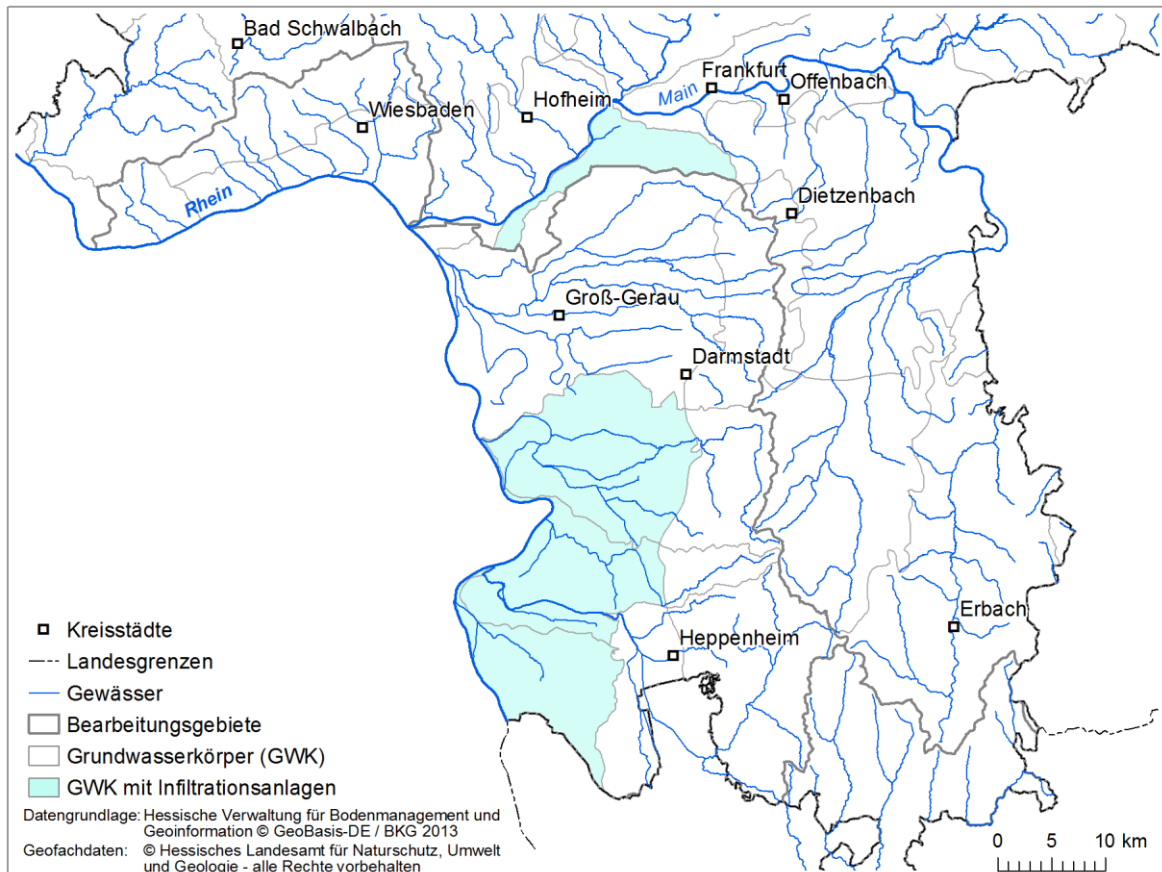 Bad Schwalbach
Frankfurt
Main
Offenbach
Hofheim
Wiesbaden
Rhein
Dietzenbach
Groß-Gerau
Darmstadt
Erbach
Heppenheim
Kreisstädte
Landesgrenzen
Gewässer
Bearbeitungsgebiete
Grundwasserkörper (GWK)
GWK mit Infiltrationsanlagen
Datengrundlage: Hessische Verwaltung für Bodenmanagement und
Geoinformation © GeoBasis-DE / BKG 2013
Geofachdaten: © Hessisches Landesamt für Naturschutz, Umwelt
und Geologie - alle Rechte vorbehalten
0 5 10 km